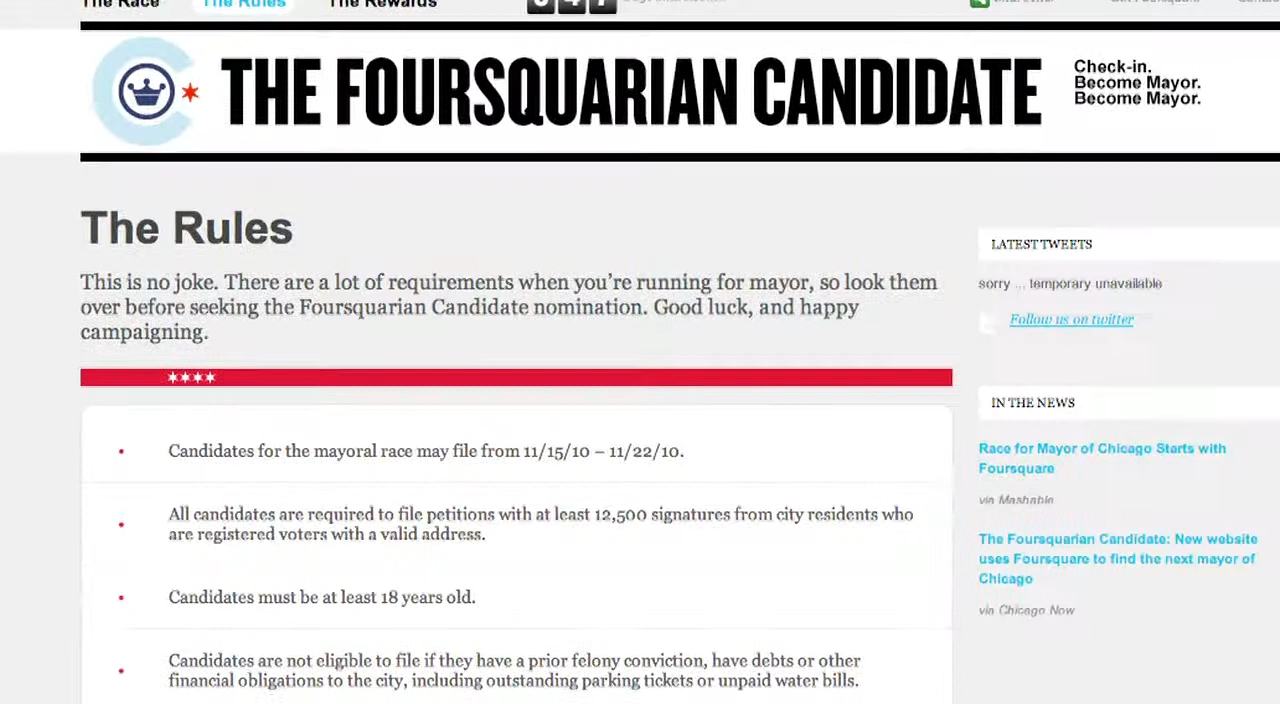 The Race The Rules The Rewards
THE FOURSQUARIAN CANDIDATE
Check-in.
Become Mayor.
Become Mayor.
The Rules
This is no joke. There are a lot of requirements when you’re running for mayor, so look them
over before seeking the Foursquarian Candidate nomination. Good luck, and happy
campaigning.
Candidates for the mayoral race may file from 11/15/10 – 11/22/10.
All candidates are required to file petitions with at least 12,500 signatures from city residents who
are registered voters with a valid address.
Candidates must be at least 18 years old.
Candidates are not eligible to file if they have a prior felony conviction, have debts or other
financial obligations to the city, including outstanding parking tickets or unpaid water bills.
LATEST TWEETS
sorry ... temporary unavailable
Follow us on twitter
IN THE NEWS
Race for Mayor of Chicago Starts with
Foursquare
via Mashable
The Foursquarian Candidate: New website
uses Foursquare to find the next mayor of
Chicago
via Chicago Now